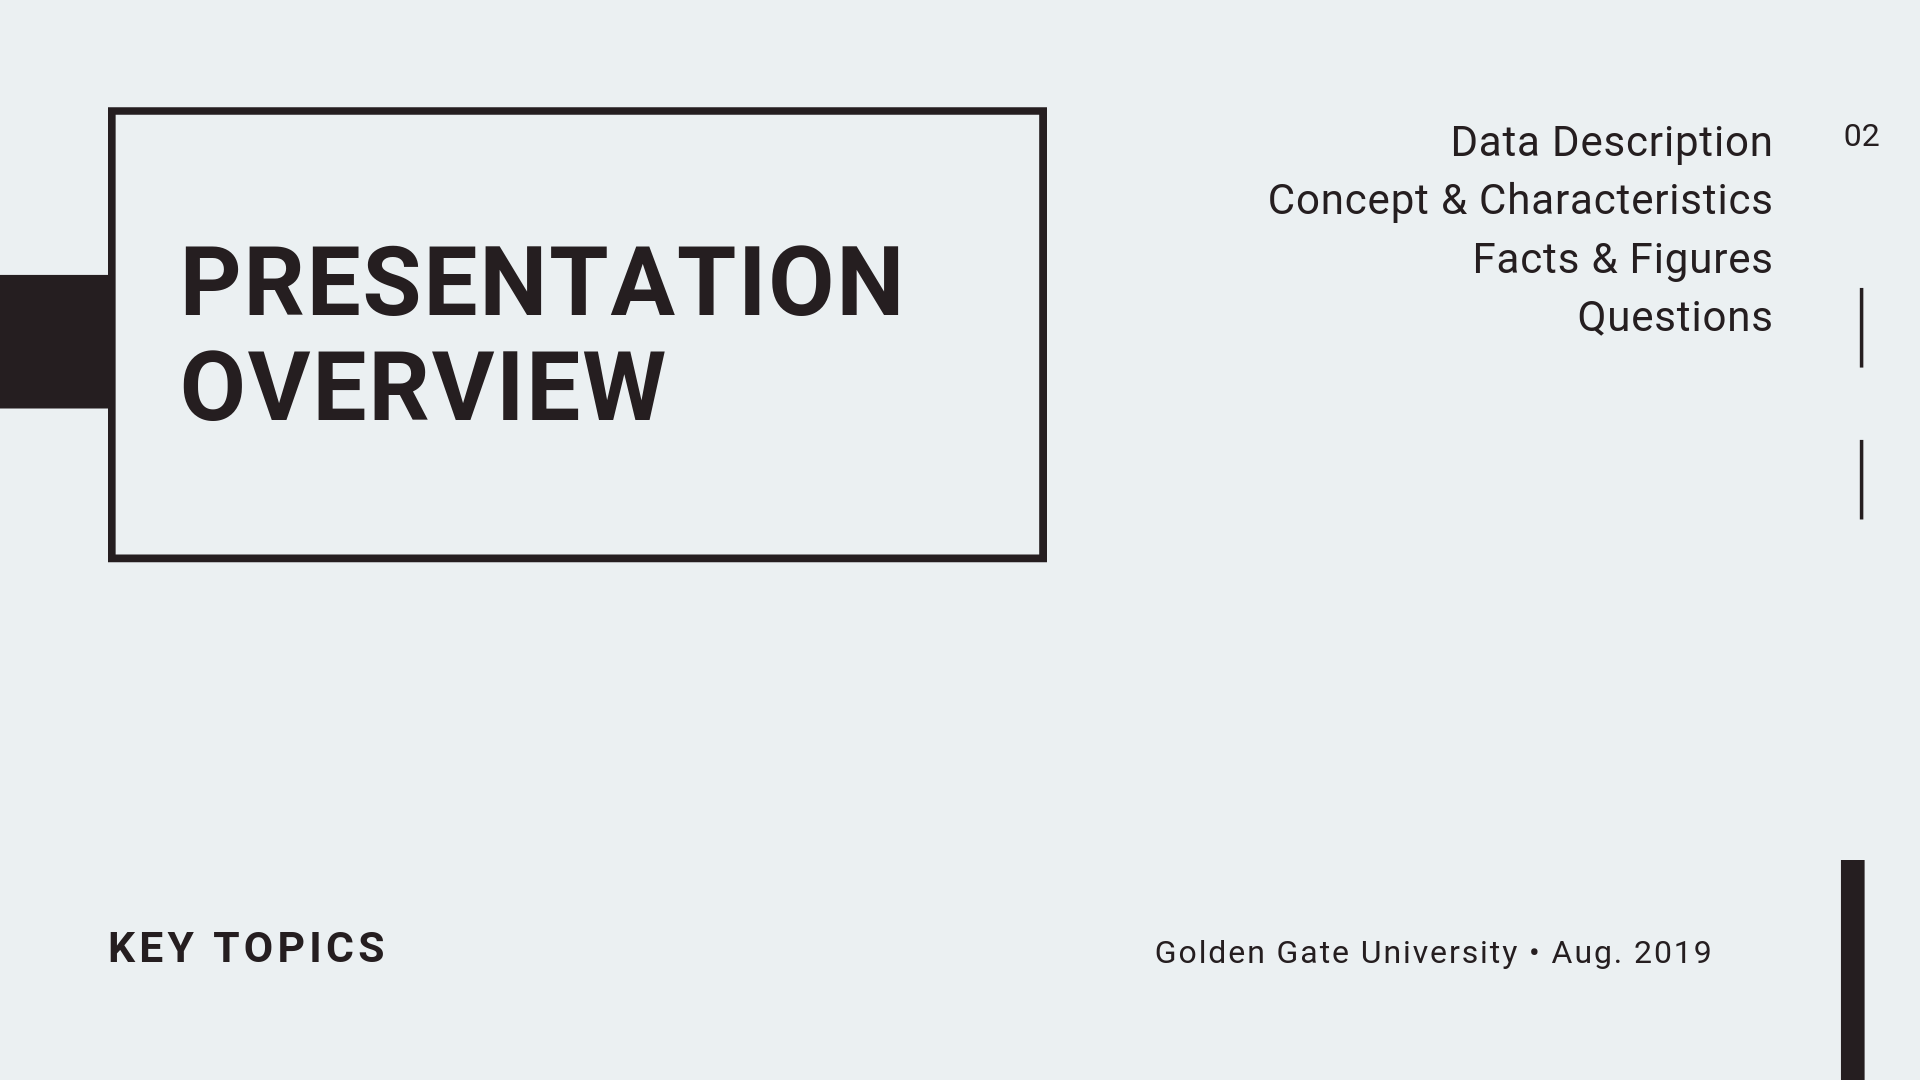 PRESENTATION
OVERVIEW
Data Description
Concept & Characteristics
Facts & Figures
Questions
02
KEY TOPICS
Golden Gate University • Aug. 2019